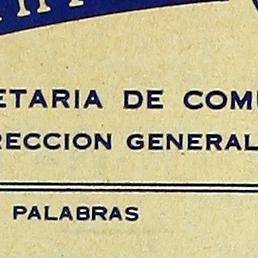 ETARIA DE COMU
RECCION GENERAL
PALABRAS